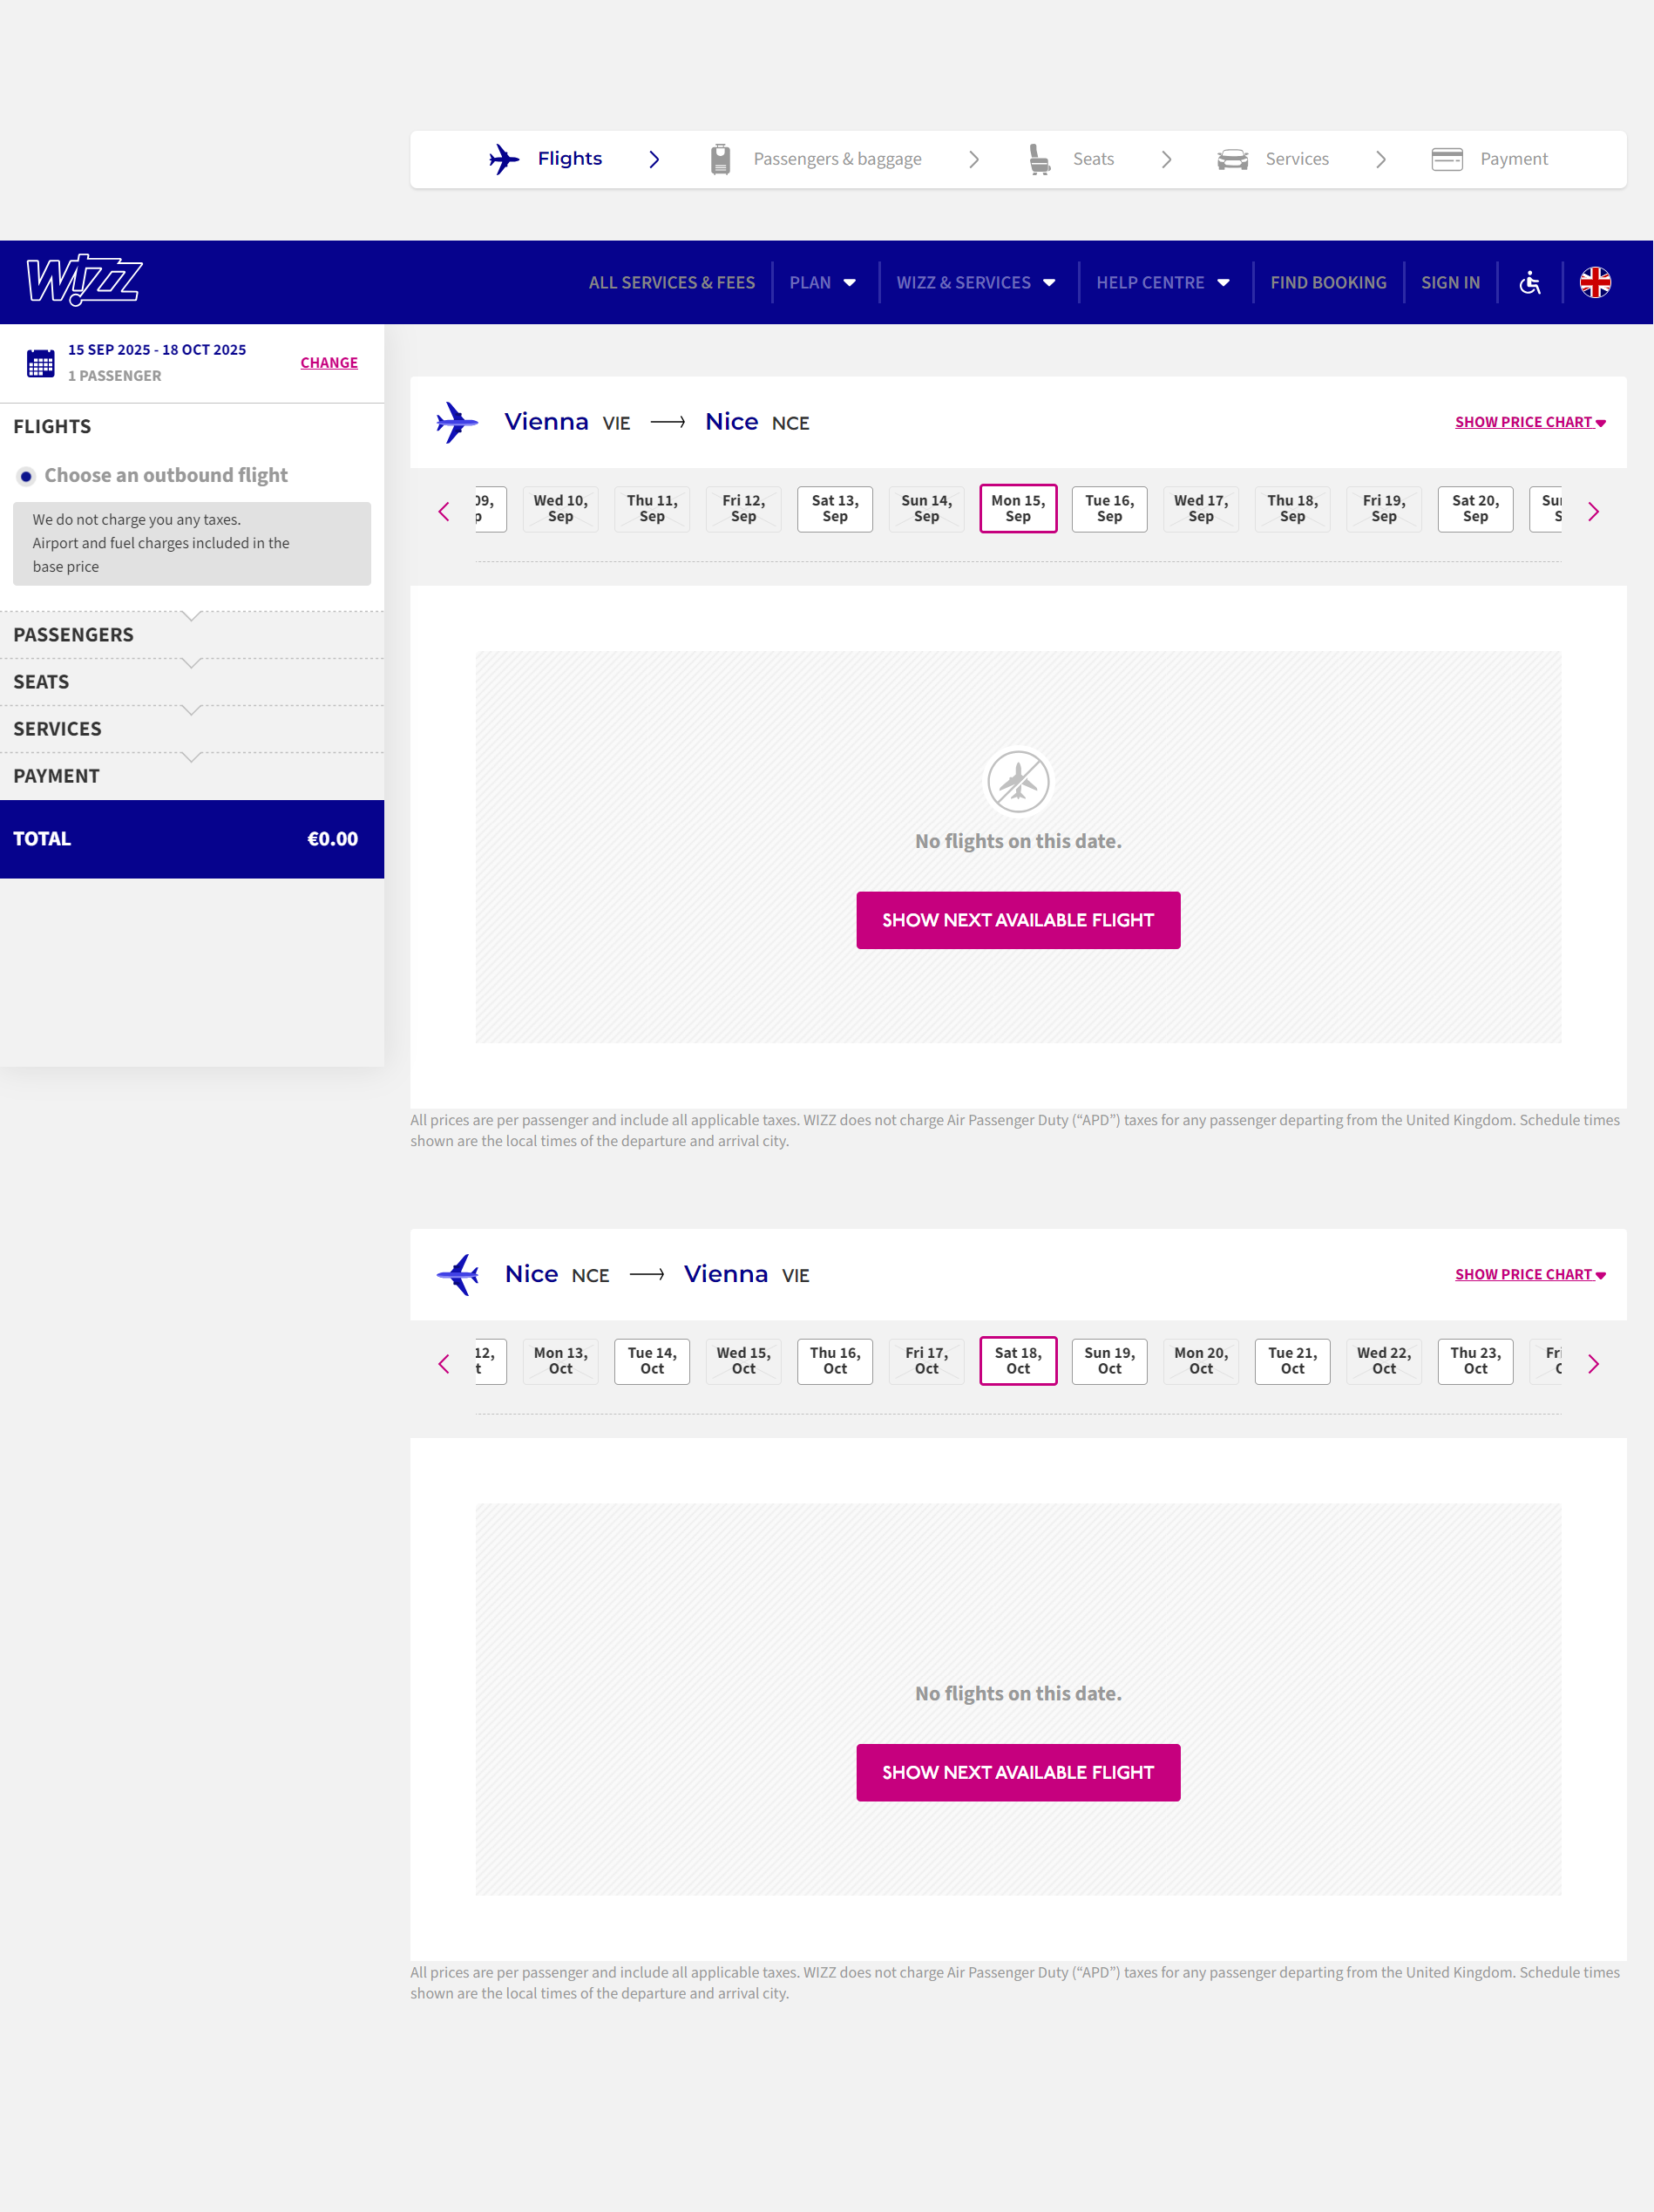 Flights
Passengers & baggage
Seats
Services
Payment
WIZZ
ALL SERVICES & FEES
PLAN
WIZZ & SERVICES
HELP CENTRE
FIND BOOKING
SIGN IN
15 SEP 2025 - 18 OCT 2025
1 PASSENGER
CHANGE
FLIGHTS
Choose an outbound flight
We do not charge you any taxes.
Airport and fuel charges included in the
base price
PASSENGERS
SEATS
SERVICES
PAYMENT
TOTAL €0.00
Vienna VIE Nice NCE
SHOW PRICE CHART
09, Wed 10, Thu 11, Fri 12, Sat 13, Sun 14, Mon 15, Tue 16, Wed 17, Thu 18, Fri 19, Sat 20,
Sep Sep Sep Sep Sep Sep Sep Sep Sep Sep Sep
No flights on this date.
SHOW NEXT AVAILABLE FLIGHT
All prices are per passenger and include all applicable taxes. WIZZ does not charge Air Passenger Duty (“APD”) taxes for any passenger departing from the United Kingdom. Schedule times
shown are the local times of the departure and arrival city.
Nice NCE Vienna VIE
SHOW PRICE CHART
12, Mon 13, Tue 14, Wed 15, Thu 16, Fri 17, Sat 18, Sun 19, Mon 20, Tue 21, Wed 22, Thu 23, Fri
Oct Oct Oct Oct Oct Oct Oct Oct Oct Oct Oct
No flights on this date.
SHOW NEXT AVAILABLE FLIGHT
All prices are per passenger and include all applicable taxes. WIZZ does not charge Air Passenger Duty (“APD”) taxes for any passenger departing from the United Kingdom. Schedule times
shown are the local times of the departure and arrival city.